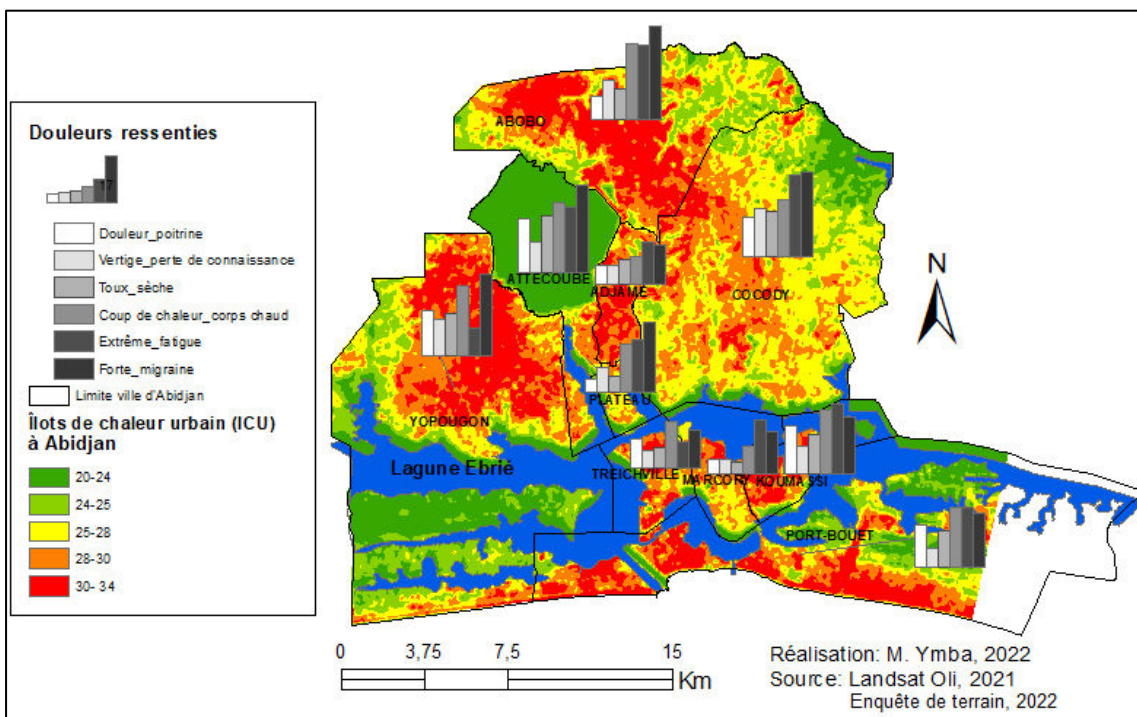 Douleurs ressenties
17
Douleur_poitrine
Vertige_perte de connaissance
Toux_sèche
Coup de chaleur_corps chaud
Extrême_fatigue
Forte_migraine
Limite ville d'Abidjan
Îlots de chaleur urbain (ICU)
à Abidjan
20-24
24-25
25-28
28-30
30- 34
ABOBO
ATTECOUBE
ADJAME
COCODY
N
PLATEAU
YOPOUGON
Lagune Ebrié
TREICHVILLE
MARCORY
KOUMASSI
PORT-BOUET
0 3,75 7,5 15
Km
Réalisation: M. Ymba, 2022
Source: Landsat Oli, 2021
Enquête de terrain, 2022